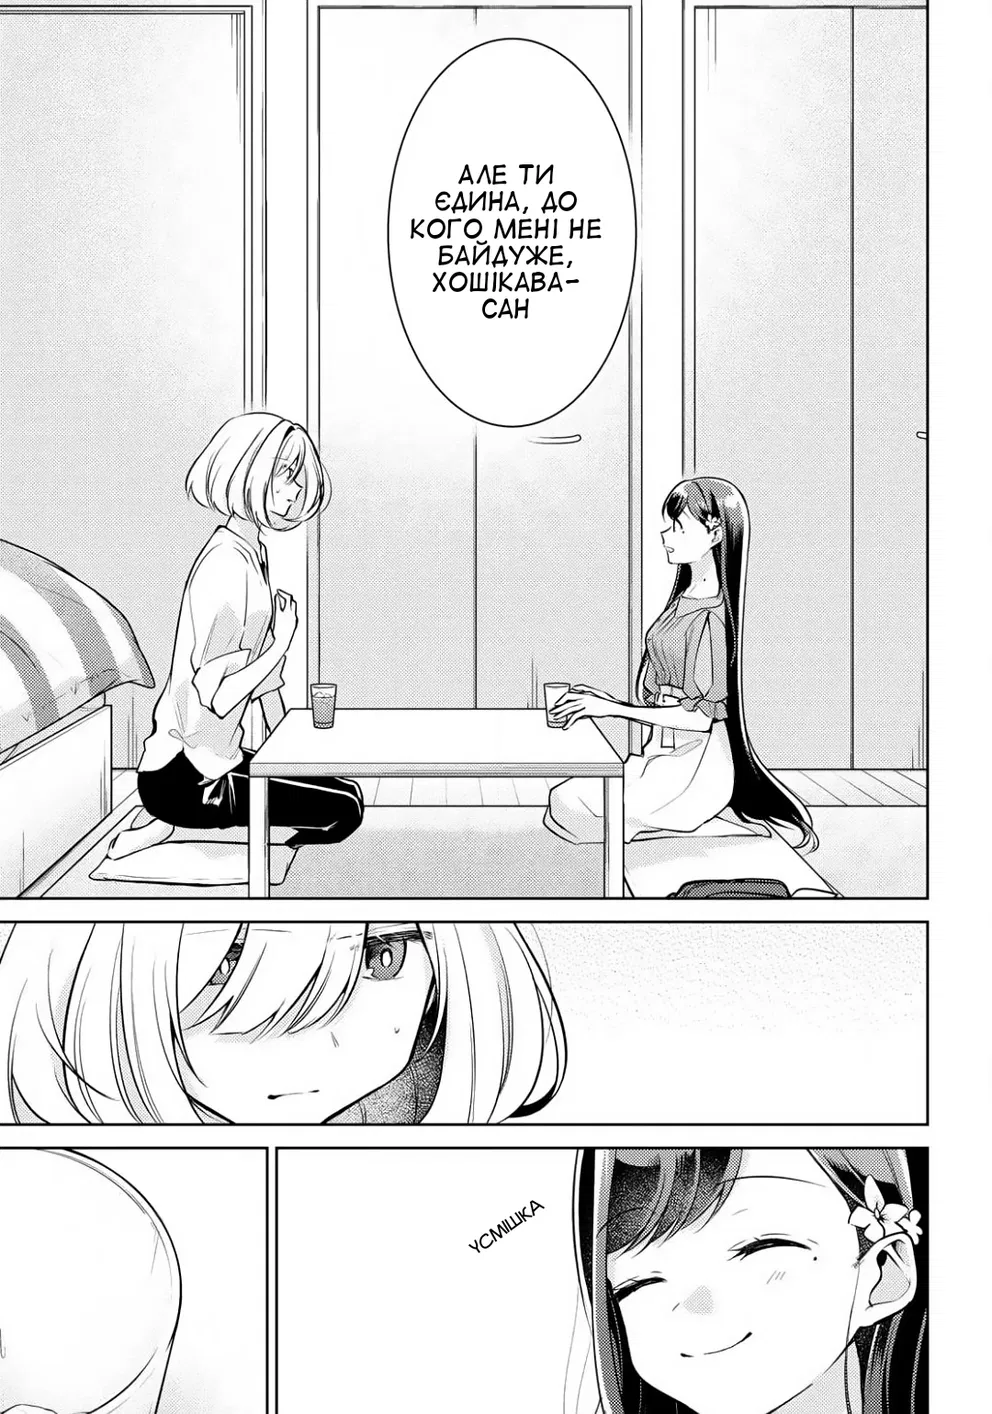 АЛЕ ТИ
ЄДИНА, ДО
КОГО МЕНІ НЕ
БАЙДУЖЕ,
ХОШІКАВА-
САН
УСМІШКА